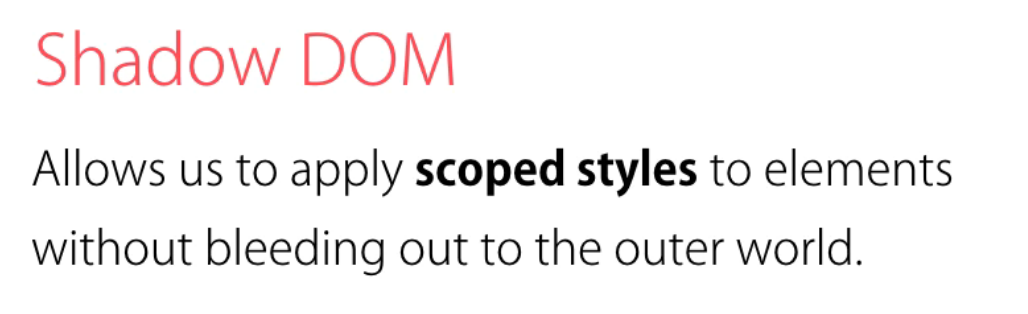 Shadow DOM
Allows us to apply scoped styles to elements
without bleeding out to the outer world.